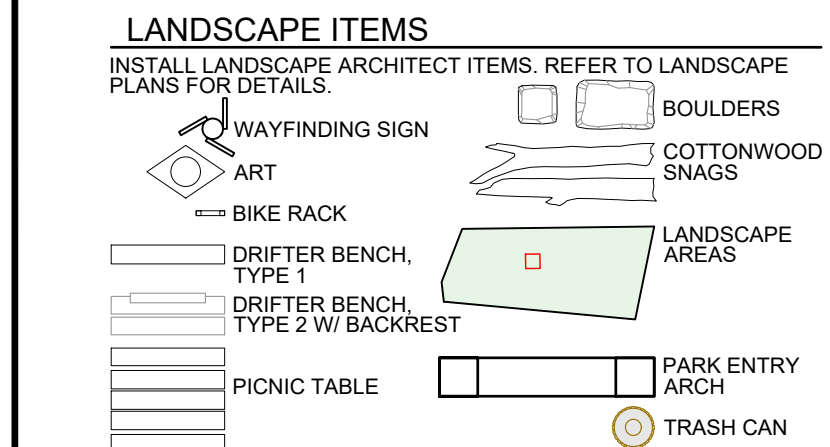 LANDSCAPE ITEMS
INSTALL LANDSCAPE ARCHITECT ITEMS. REFER TO LANDSCAPE
PLANS FOR DETAILS.
WAYFINDING SIGN
ART
BIKE RACK
DRIFTER BENCH,
TYPE 1
DRIFTER BENCH,
TYPE 2 W/ BACKREST
PICNIC TABLE
BOULDERS
COTTONWOOD
SNAGS
LANDSCAPE
AREAS
PARK ENTRY
ARCH
TRASH CAN